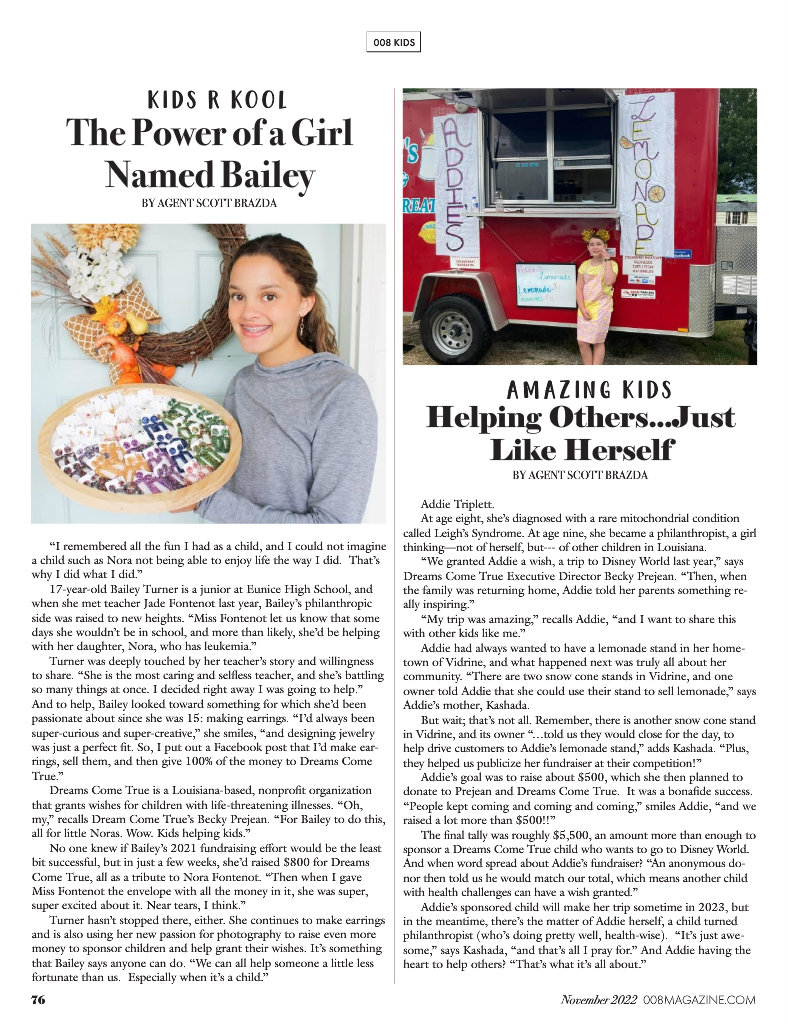 008 KIDS
KIDS R KOOL
The Power of a Girl
Named Bailey
BY AGENT SCOTT BRAZDA
“I remembered all the fun I had as a child, and I could not imagine
a child such as Nora not being able to enjoy life the way I did.  That’s
why I did what I did.”
17-year-old Bailey Turner is a junior at Eunice High School, and
when she met teacher Jade Fontenot last year, Bailey’s philanthropic
side was raised to new heights. “Miss Fontenot let us know that some
days she wouldn’t be in school, and more than likely, she’d be helping
with her daughter, Nora, who has leukemia.”
Turner was deeply touched by her teacher’s story and willingness
to share. “She is the most caring and selfless teacher, and she’s battling
so many things at once. I decided right away I was going to help.”
And to help, Bailey looked toward something for which she’d been
passionate about since she was 15: making earrings. “I’d always been
super-curious and super-creative,” she smiles, “and designing jewelry
was just a perfect fit. So, I put out a Facebook post that I’d make ear-
rings, sell them, and then give 100% of the money to Dreams Come
True.”
Dreams Come True is a Louisiana-based, nonprofit organization
that grants wishes for children with life-threatening illnesses. “Oh,
my,” recalls Dream Come True’s Becky Prejean. “For Bailey to do this,
all for little Noras. Wow. Kids helping kids.”
No one knew if Bailey’s 2021 fundraising effort would be the least
bit successful, but in just a few weeks, she’d raised $800 for Dreams
Come True, all as a tribute to Nora Fontenot. “Then when I gave
Miss Fontenot the envelope with all the money in it, she was super,
super excited about it. Near tears, I think.”
Turner hasn’t stopped there, either. She continues to make earrings
and is also using her new passion for photography to raise even more
money to sponsor children and help grant their wishes. It’s something
that Bailey says anyone can do. “We can all help someone a little less
fortunate than us.  Especially when it’s a child.”
ADDIES
LEMONADE
Addie's
Lemonade
Lemonade
AMAZING KIDS
Helping Others...Just
Like Herself
BY AGENT SCOTT BRAZDA
Addie Triplett.
At age eight, she’s diagnosed with a rare mitochondrial condition
called Leigh’s Syndrome. At age nine, she became a philanthropist, a girl
thinking—not of herself, but--- of other children in Louisiana.
“We granted Addie a wish, a trip to Disney World last year,” says
Dreams Come True Executive Director Becky Prejean. “Then, when
the family was returning home, Addie told her parents something re-
ally inspiring.”
“My trip was amazing,” recalls Addie, “and I want to share this
with other kids like me.”
Addie had always wanted to have a lemonade stand in her home-
town of Vidrine, and what happened next was truly all about her
community. “There are two snow cone stands in Vidrine, and one
owner told Addie that she could use their stand to sell lemonade,” says
Addie’s mother, Kashada.
But wait; that’s not all. Remember, there is another snow cone stand
in Vidrine, and its owner “…told us they would close for the day, to
help drive customers to Addie’s lemonade stand,” adds Kashada. “Plus,
they helped us publicize her fundraiser at their competition!”
Addie’s goal was to raise about $500, which she then planned to
donate to Prejean and Dreams Come True.  It was a bonafide success.
“People kept coming and coming and coming,” smiles Addie, “and we
raised a lot more than $500!!”
The final tally was roughly $5,500, an amount more than enough to
sponsor a Dreams Come True child who wants to go to Disney World.
And when word spread about Addie’s fundraiser? “An anonymous do-
nor then told us he would match our total, which means another child
with health challenges can have a wish granted.”
Addie’s sponsored child will make her trip sometime in 2023, but
in the meantime, there’s the matter of Addie herself, a child turned
philanthropist (who’s doing pretty well, health-wise).  “It’s just awe-
some,” says Kashada, “and that’s all I pray for.” And Addie having the
heart to help others? “That’s what it’s all about.”
76
November 2022 008MAGAZINE.COM